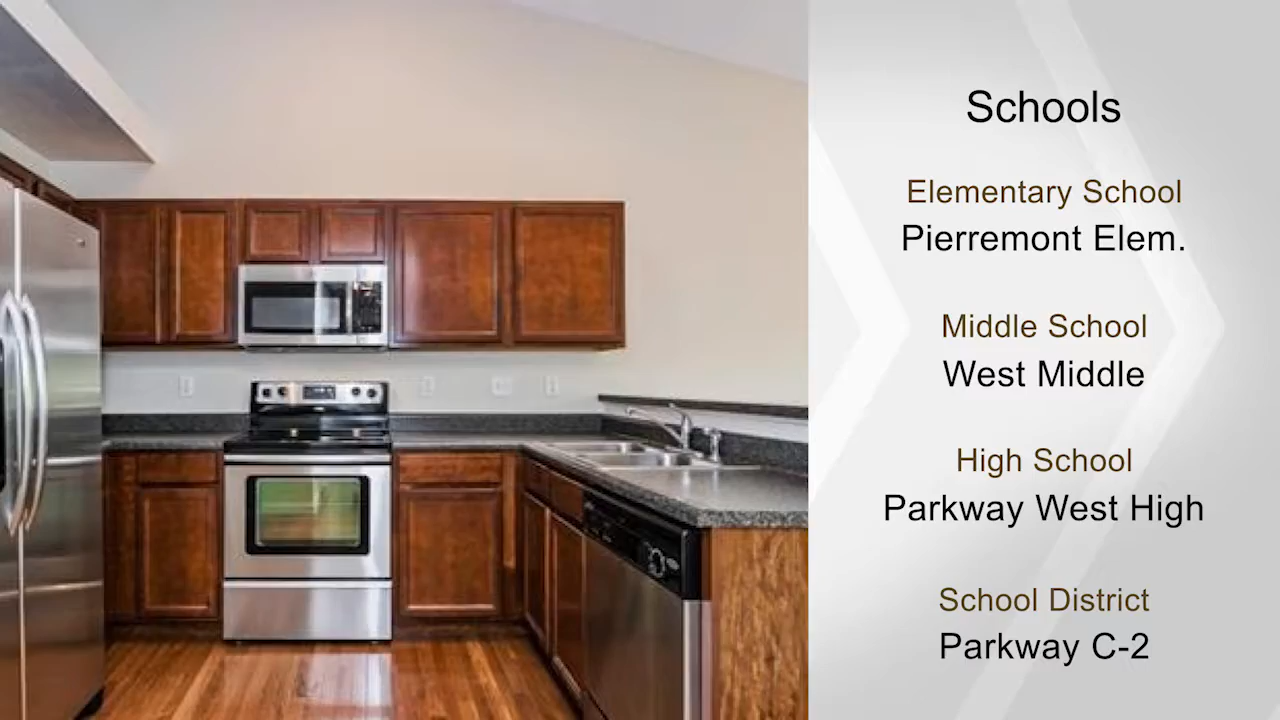 Schools
Elementary School
Pierremont Elem.
Middle School
West Middle
High School
Parkway West High
School District
Parkway C-2